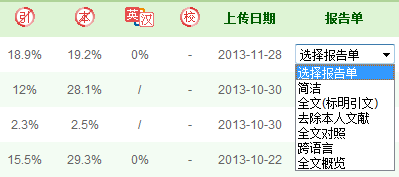 引 本 英汉 校 上传日期 报告单
18.9% 19.2% 0% - 2013-11-28 选择报告单
选择报告单
12% 28.1% / - 2013-10-30 简洁
全文(标明引文)
2.3% 2.5% / - 2013-10-30 去除本人文献
全文对照
15.5% 29.3% 0% - 2013-10-22 跨语言
全文概览